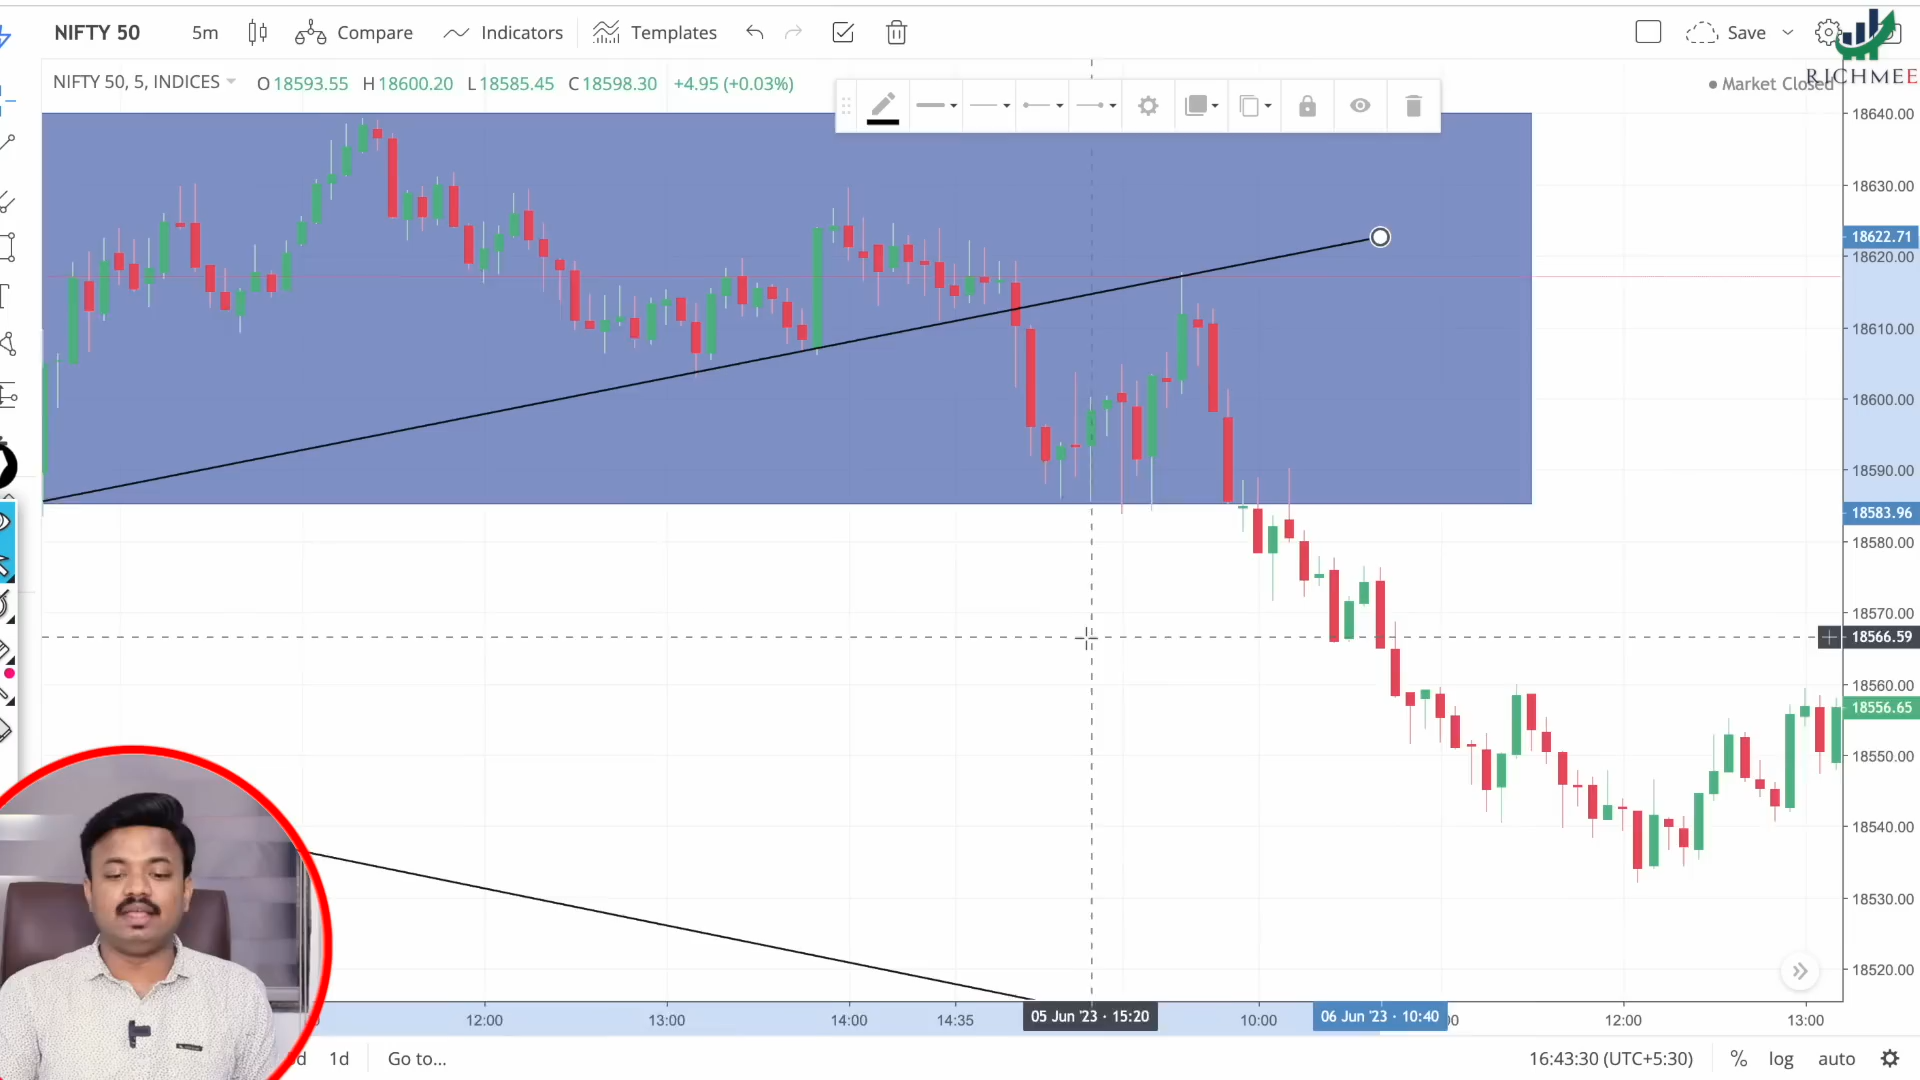 NIFTY 50 5m Compare Indicators Templates Save
NIFTY 50, 5, INDICES O18593.55 H18600.20 L18585.45 C18598.30 +4.95 (+0.03%)
Market Closed
RICHMEE
18640.00
18630.00
18622.71
18620.00
18610.00
18600.00
18590.00
18583.96
18580.00
18570.00
18566.59
18560.00
18556.65
18550.00
18540.00
18530.00
18520.00
12:00 13:00 14:00 14:35 05 Jun '23 · 15:20 10:00 06 Jun '23 · 10:40 12:00 13:00
1d Go to... 16:43:30 (UTC+5:30) % log auto